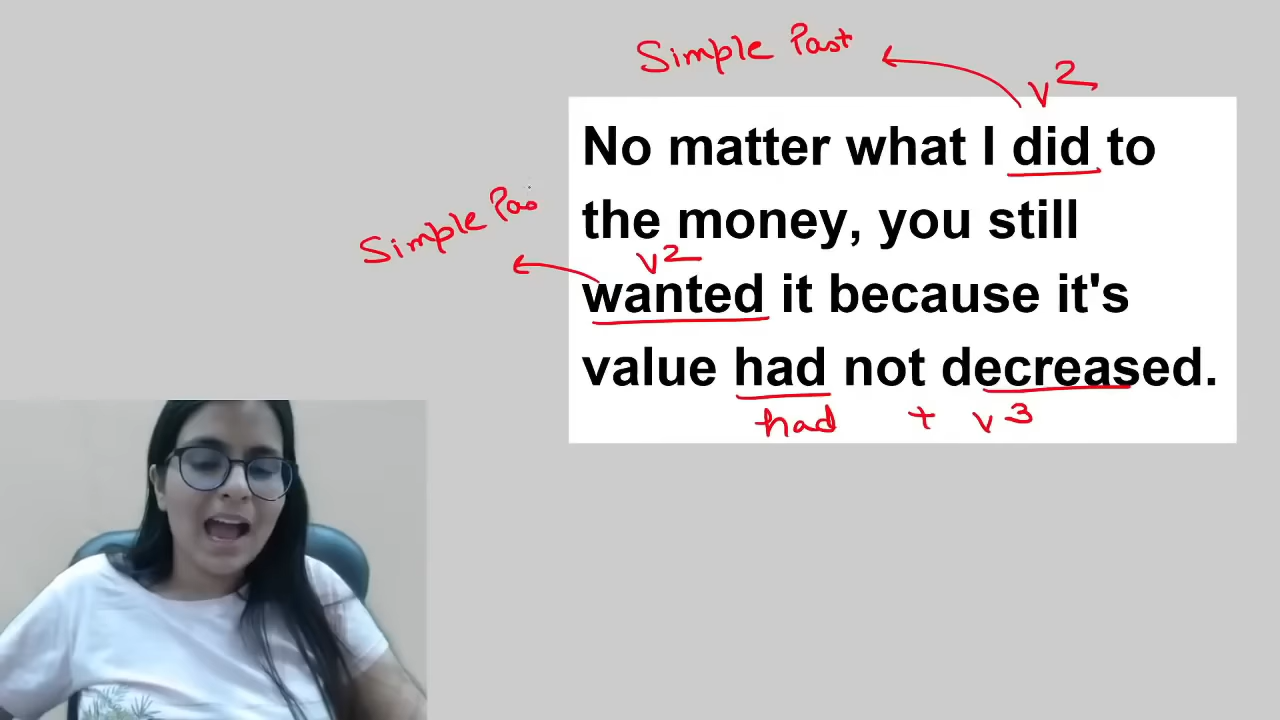 Simple Past
v2
No matter what I did to
the money, you still
Simple Pas
v2
wanted it because it's
value had not decreased.
had + v3